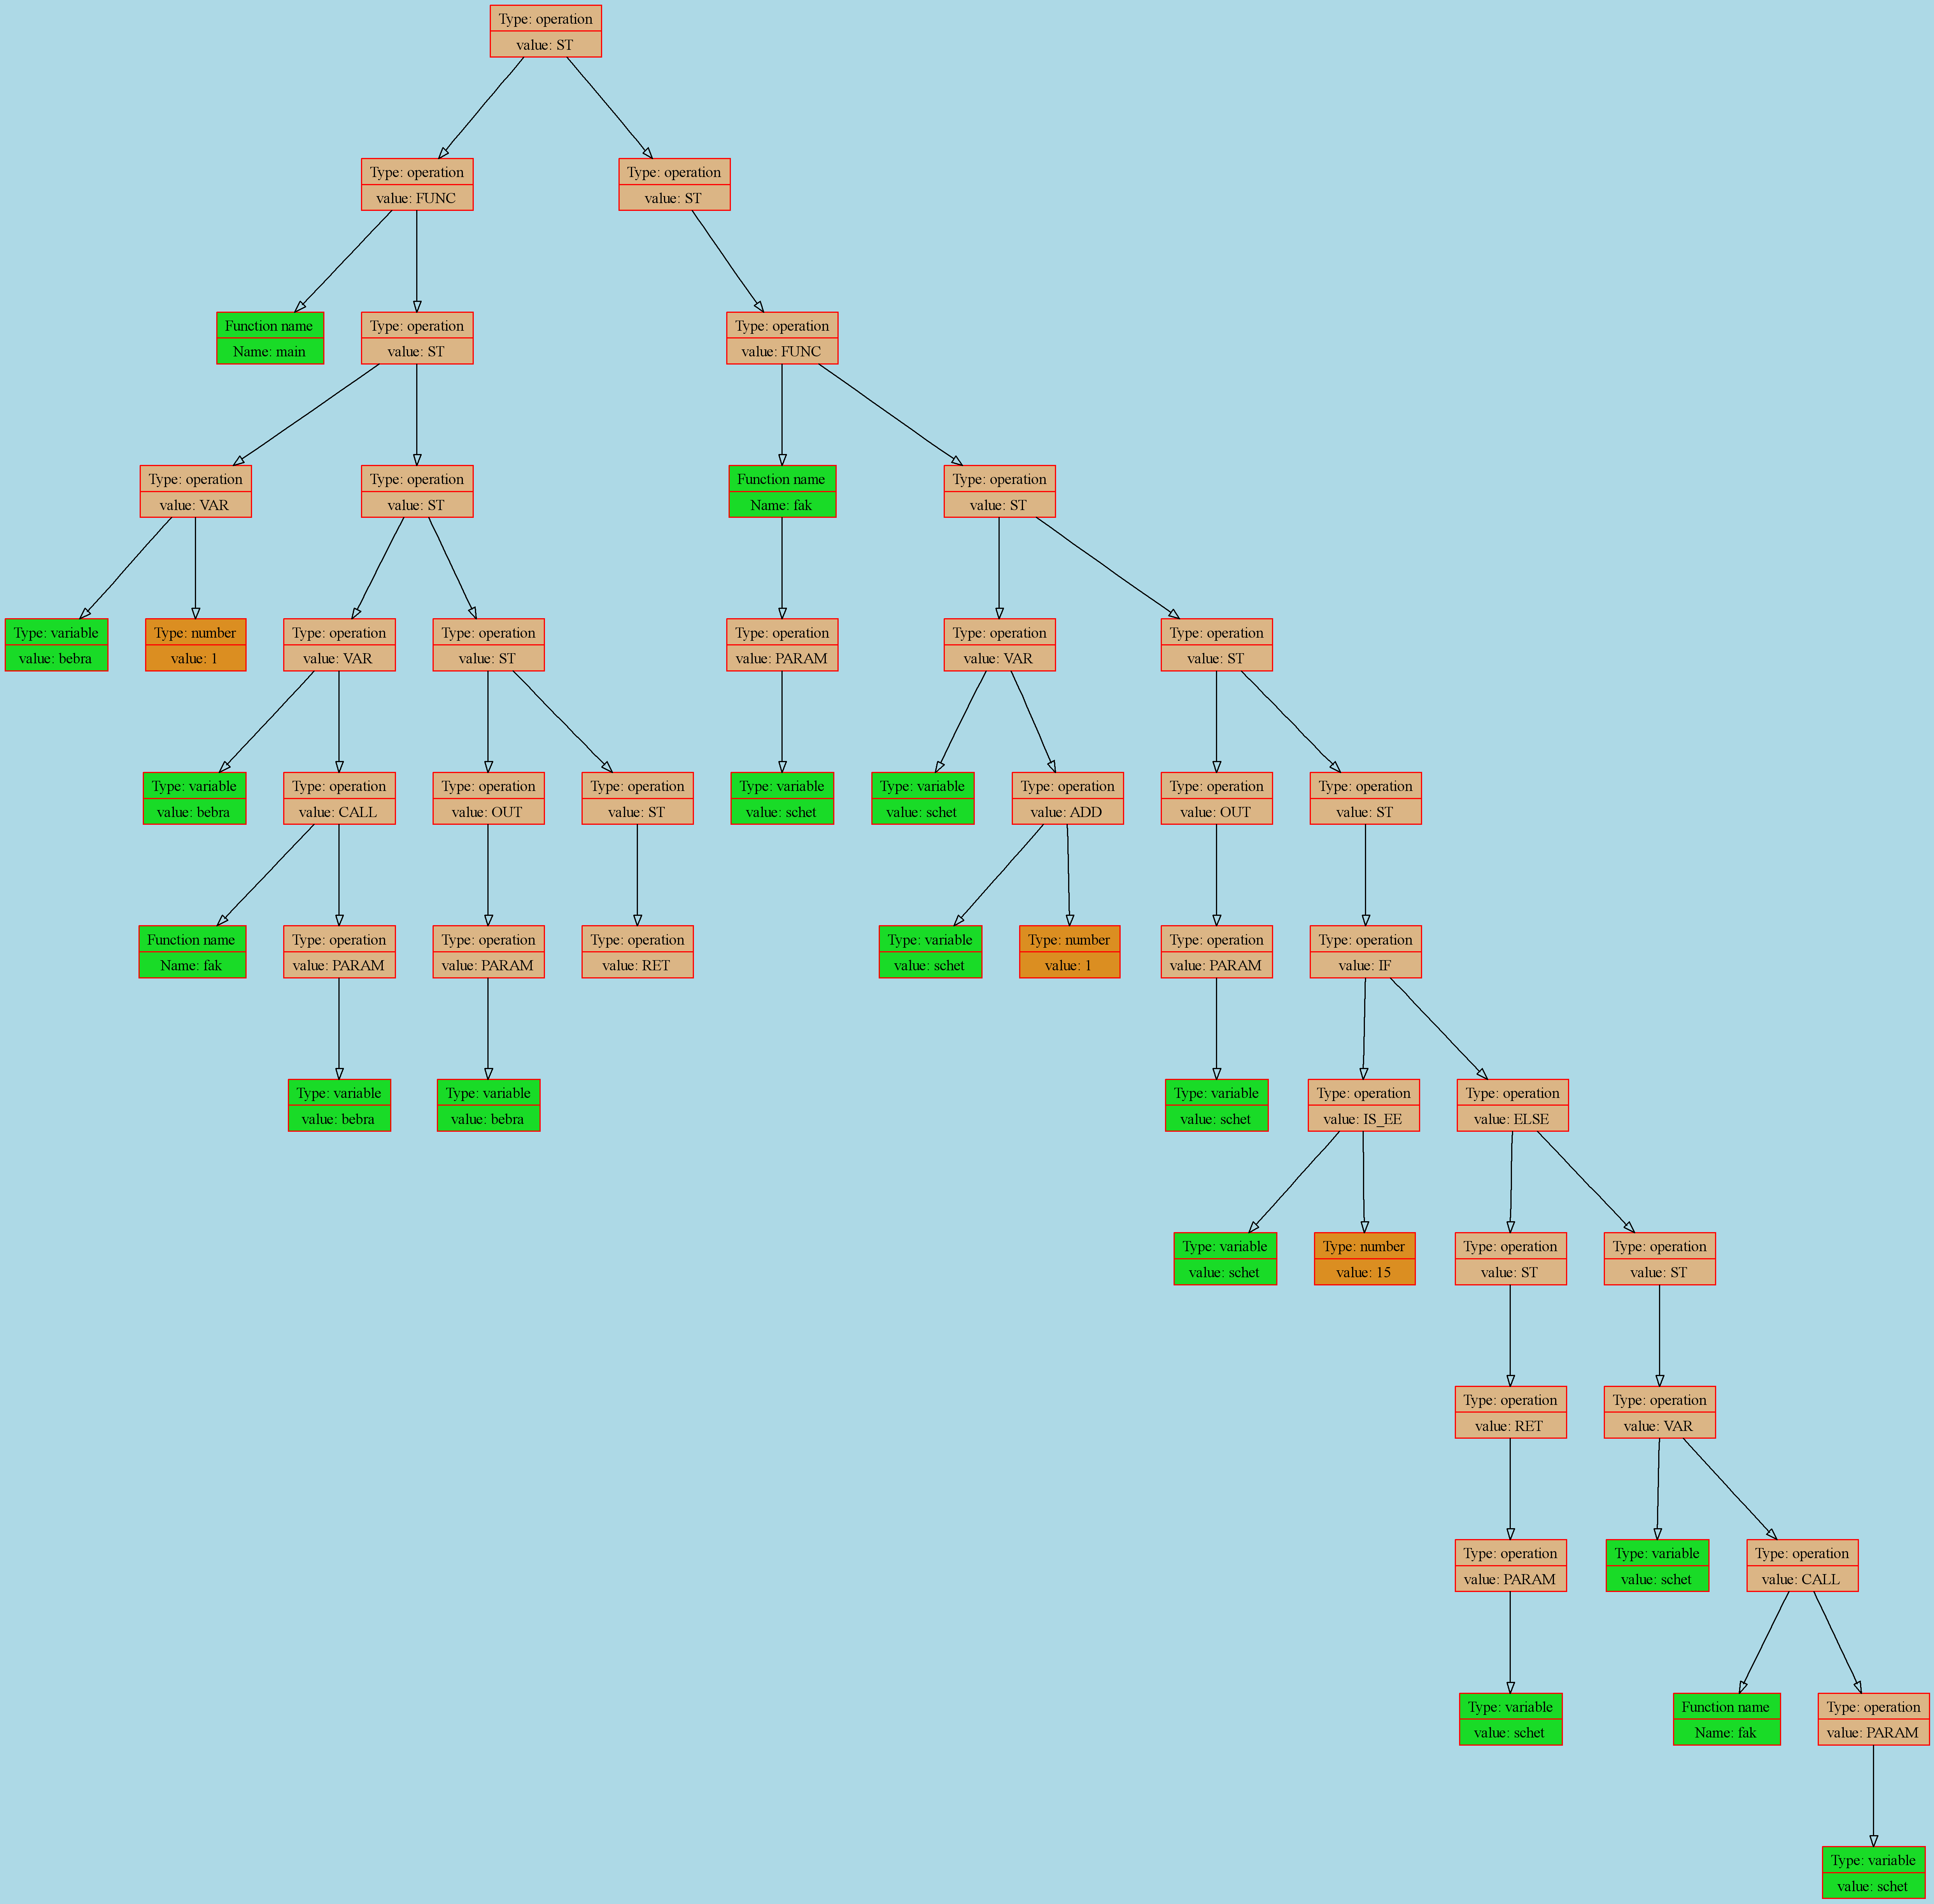 Type: operation
value: ST
Type: operation
value: FUNC
Type: operation
value: ST
Function name
Name: main
Type: operation
value: ST
Type: operation
value: FUNC
Type: operation
value: VAR
Type: operation
value: ST
Function name
Name: fak
Type: operation
value: ST
Type: variable
value: bebra
Type: number
value: 1
Type: operation
value: VAR
Type: operation
value: ST
Type: operation
value: PARAM
Type: operation
value: VAR
Type: operation
value: ST
Type: variable
value: bebra
Type: operation
value: CALL
Type: operation
value: OUT
Type: operation
value: ST
Type: variable
value: schet
Type: variable
value: schet
Type: operation
value: ADD
Type: operation
value: OUT
Type: operation
value: ST
Function name
Name: fak
Type: operation
value: PARAM
Type: operation
value: PARAM
Type: operation
value: RET
Type: variable
value: schet
Type: number
value: 1
Type: operation
value: PARAM
Type: operation
value: IF
Type: variable
value: bebra
Type: variable
value: bebra
Type: variable
value: schet
Type: operation
value: IS_EE
Type: operation
value: ELSE
Type: variable
value: schet
Type: number
value: 15
Type: operation
value: ST
Type: operation
value: ST
Type: operation
value: RET
Type: operation
value: VAR
Type: operation
value: PARAM
Type: variable
value: schet
Type: operation
value: CALL
Type: variable
value: schet
Function name
Name: fak
Type: operation
value: PARAM
Type: variable
value: schet